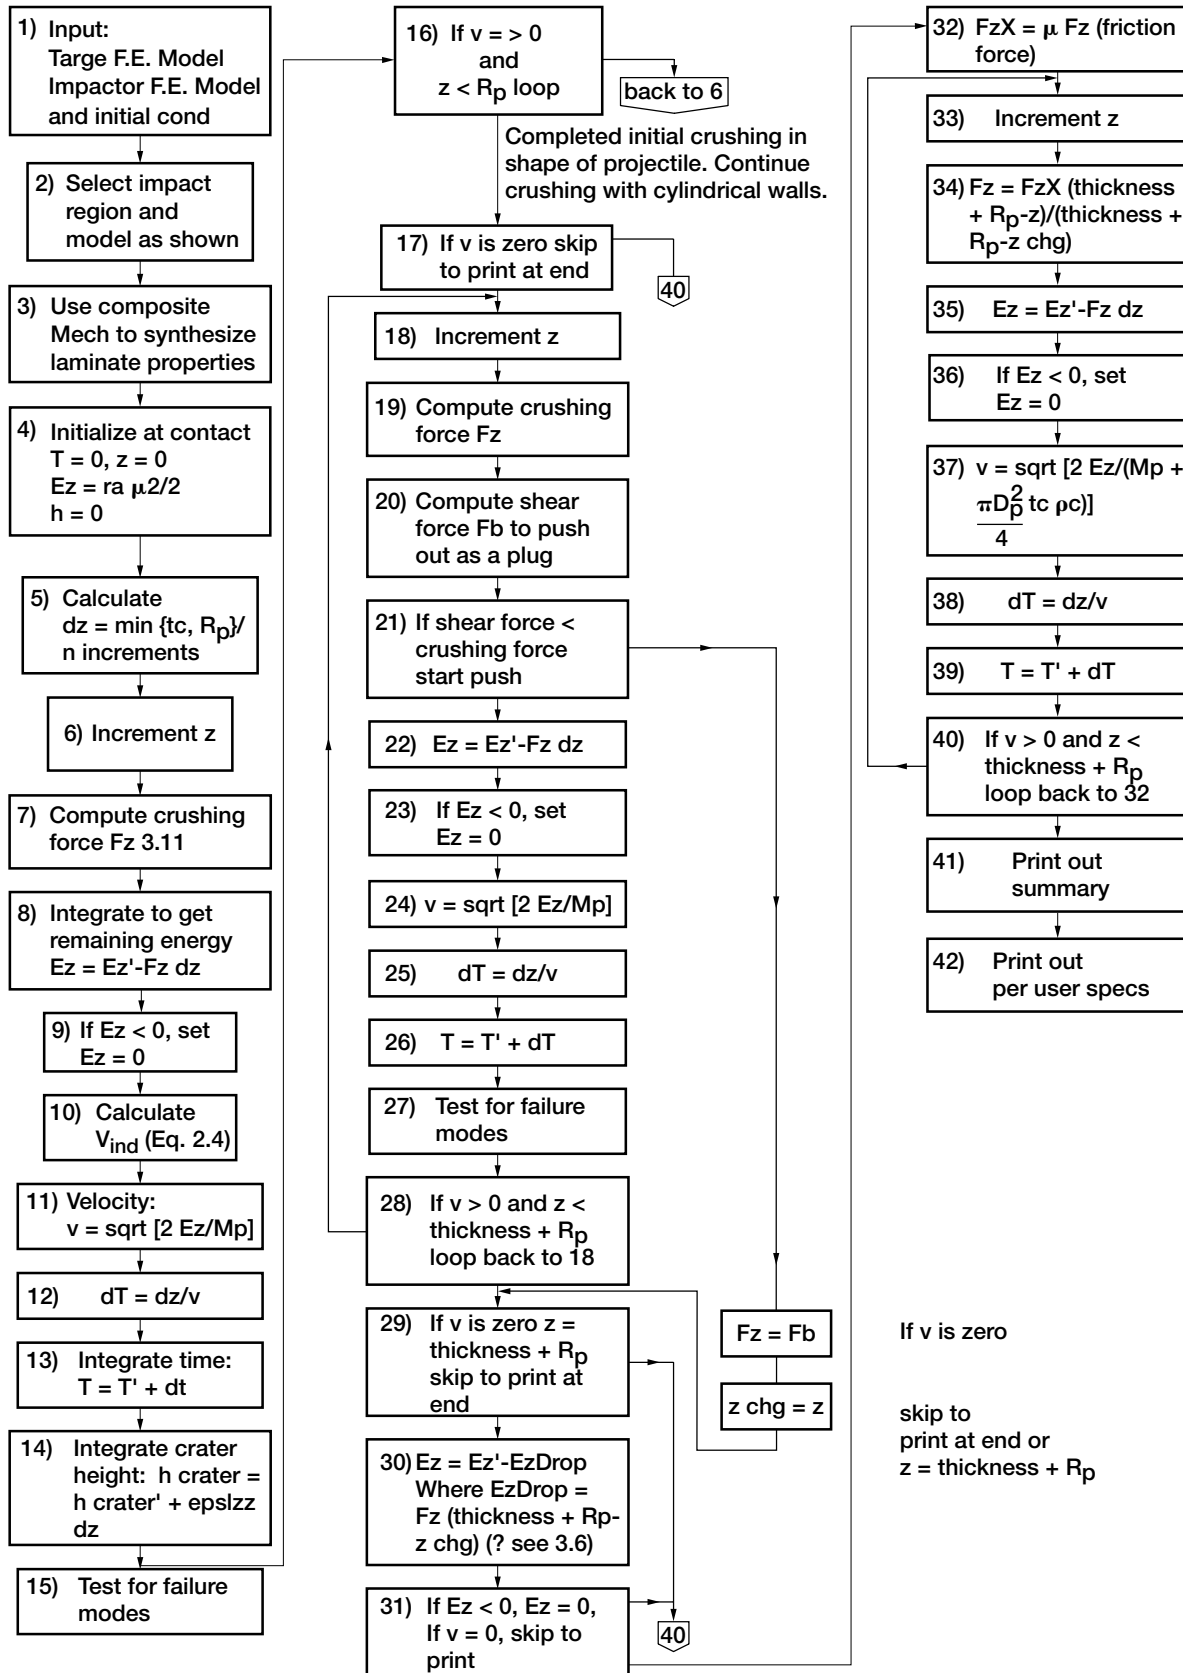 1) Input:
Targe F.E. Model
Impactor F.E. Model
and initial cond
2) Select impact
region and
model as shown
3) Use composite
Mech to synthesize
laminate properties
4) Initialize at contact
T = 0, z = 0
Ez = ra μ2/2
h = 0
5) Calculate
dz = min {tc, Rp}/
n increments
6) Increment z
7) Compute crushing
force Fz 3.11
8) Integrate to get
remaining energy
Ez = Ez'-Fz dz
9) If Ez < 0, set
Ez = 0
10) Calculate
Vind (Eq. 2.4)
11) Velocity:
v = sqrt [2 Ez/Mp]
12) dT = dz/v
13) Integrate time:
T = T' + dt
14) Integrate crater
height: h crater =
h crater' + epslzz
dz
15) Test for failure
modes
16) If v = > 0
and
z < Rp loop
back to 6
Completed initial crushing in
shape of projectile. Continue
crushing with cylindrical walls.
17) If v is zero skip
to print at end
40
18) Increment z
19) Compute crushing
force Fz
20) Compute shear
force Fb to push
out as a plug
21) If shear force <
crushing force
start push
22) Ez = Ez'-Fz dz
23) If Ez < 0, set
Ez = 0
24) v = sqrt [2 Ez/Mp]
25) dT = dz/v
26) T = T' + dT
27) Test for failure
modes
28) If v > 0 and z <
thickness + Rp
loop back to 18
29) If v is zero z =
thickness + Rp
skip to print at
end
30) Ez = Ez'-EzDrop
Where EzDrop =
Fz (thickness + Rp-
z chg) (? see 3.6)
31) If Ez < 0, Ez = 0,
If v = 0, skip to
print
40
Fz = Fb
z chg = z
32) FzX = μ Fz (friction
force)
33) Increment z
34) Fz = FzX (thickness
+ Rp-z)/(thickness +
Rp-z chg)
35) Ez = Ez'-Fz dz
36) If Ez < 0, set
Ez = 0
37) v = sqrt [2 Ez/(Mp +
πDp² tc ρc)]
4
38) dT = dz/v
39) T = T' + dT
40) If v > 0 and z <
thickness + Rp
loop back to 32
41) Print out
summary
42) Print out
per user specs
If v is zero
skip to
print at end or
z = thickness + Rp